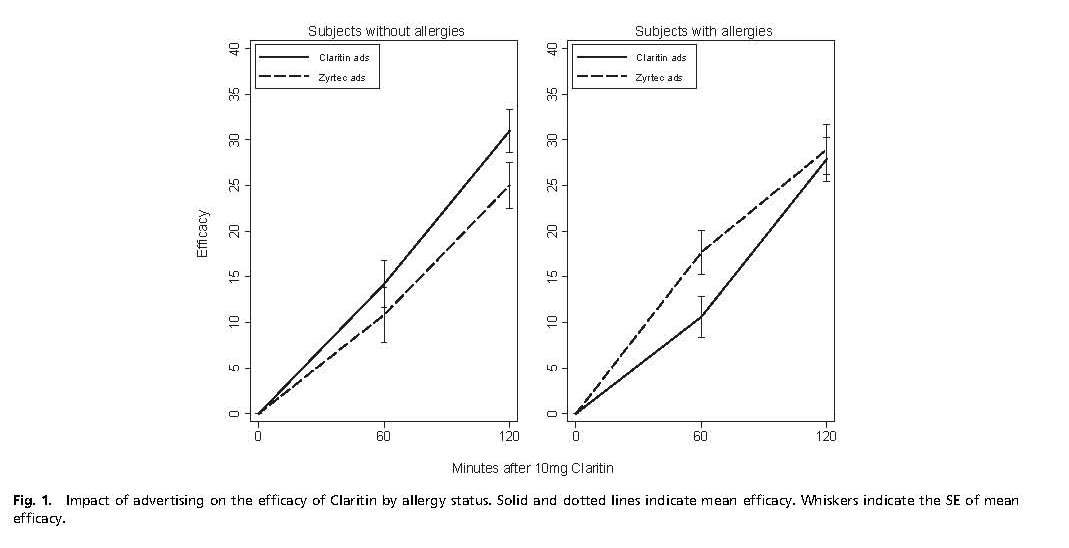 Subjects without allergies
Subjects with allergies
Claritin ads
Zyrtec ads
Claritin ads
Zyrtec ads
Efficacy
40
35
30
25
20
15
10
5
0
40
35
30
25
20
15
10
5
0
0 60 120
0 60 120
Minutes after 10mg Claritin
Fig. 1. Impact of advertising on the efficacy of Claritin by allergy status. Solid and dotted lines indicate mean efficacy. Whiskers indicate the SE of mean
efficacy.